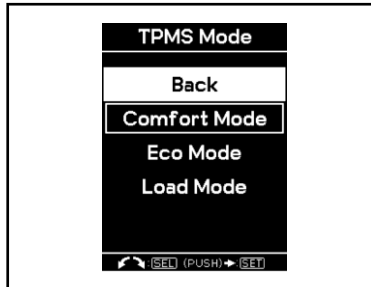 TPMS Mode
Back
Comfort Mode
Eco Mode
Load Mode
:SEL (PUSH)→:SET